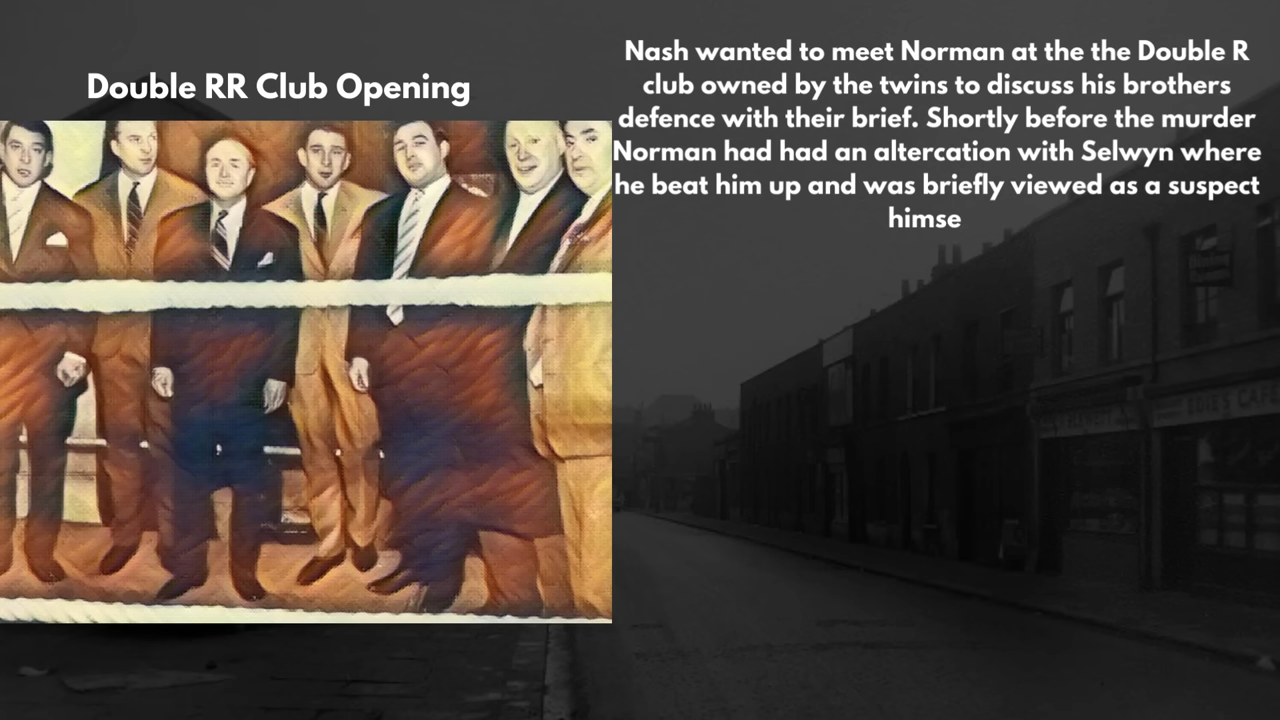 Double RR Club Opening
Nash wanted to meet Norman at the the Double R
club owned by the twins to discuss his brothers
defence with their brief. Shortly before the murder
Norman had had an altercation with Selwyn where
he beat him up and was briefly viewed as a suspect
himse
CAFE